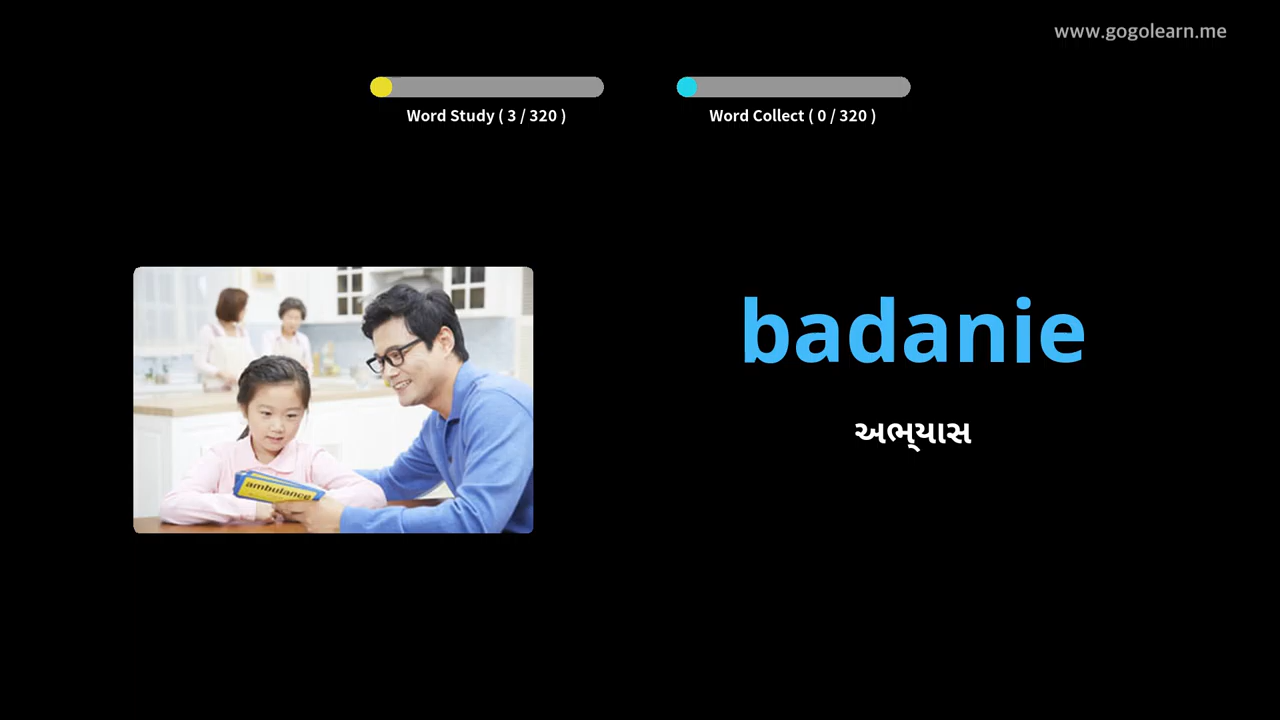 www.gogolearn.me
Word Study ( 3 / 320 )
Word Collect ( 0 / 320 )
ambulance
badanie
અભ્યાસ